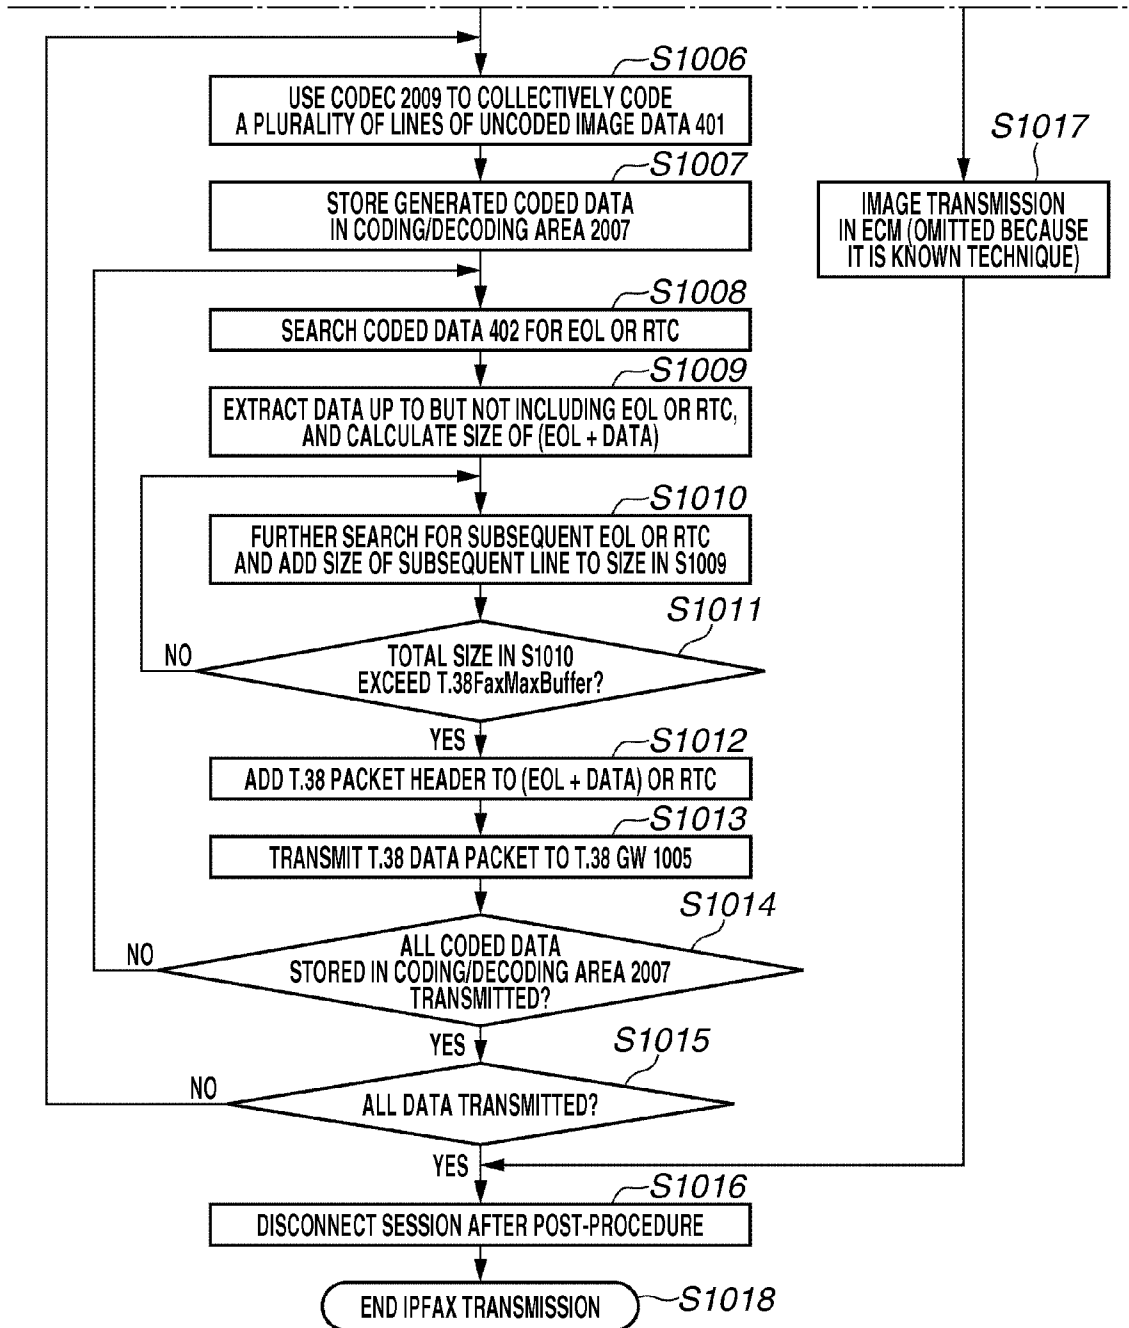 S1006
USE CODEC 2009 TO COLLECTIVELY CODE
A PLURALITY OF LINES OF UNCODED IMAGE DATA 401
S1017
IMAGE TRANSMISSION
IN ECM (OMITTED BECAUSE
IT IS KNOWN TECHNIQUE)
S1007
STORE GENERATED CODED DATA
IN CODING/DECODING AREA 2007
S1008
SEARCH CODED DATA 402 FOR EOL OR RTC
S1009
EXTRACT DATA UP TO BUT NOT INCLUDING EOL OR RTC,
AND CALCULATE SIZE OF (EOL + DATA)
S1010
FURTHER SEARCH FOR SUBSEQUENT EOL OR RTC
AND ADD SIZE OF SUBSEQUENT LINE TO SIZE IN S1009
S1011
NO
TOTAL SIZE IN S1010
EXCEED T.38FaxMaxBuffer?
YES
S1012
ADD T.38 PACKET HEADER TO (EOL + DATA) OR RTC
S1013
TRANSMIT T.38 DATA PACKET TO T.38 GW 1005
S1014
NO
ALL CODED DATA
STORED IN CODING/DECODING AREA 2007
TRANSMITTED?
YES
S1015
NO
ALL DATA TRANSMITTED?
YES
S1016
DISCONNECT SESSION AFTER POST-PROCEDURE
END IPFAX TRANSMISSION
S1018